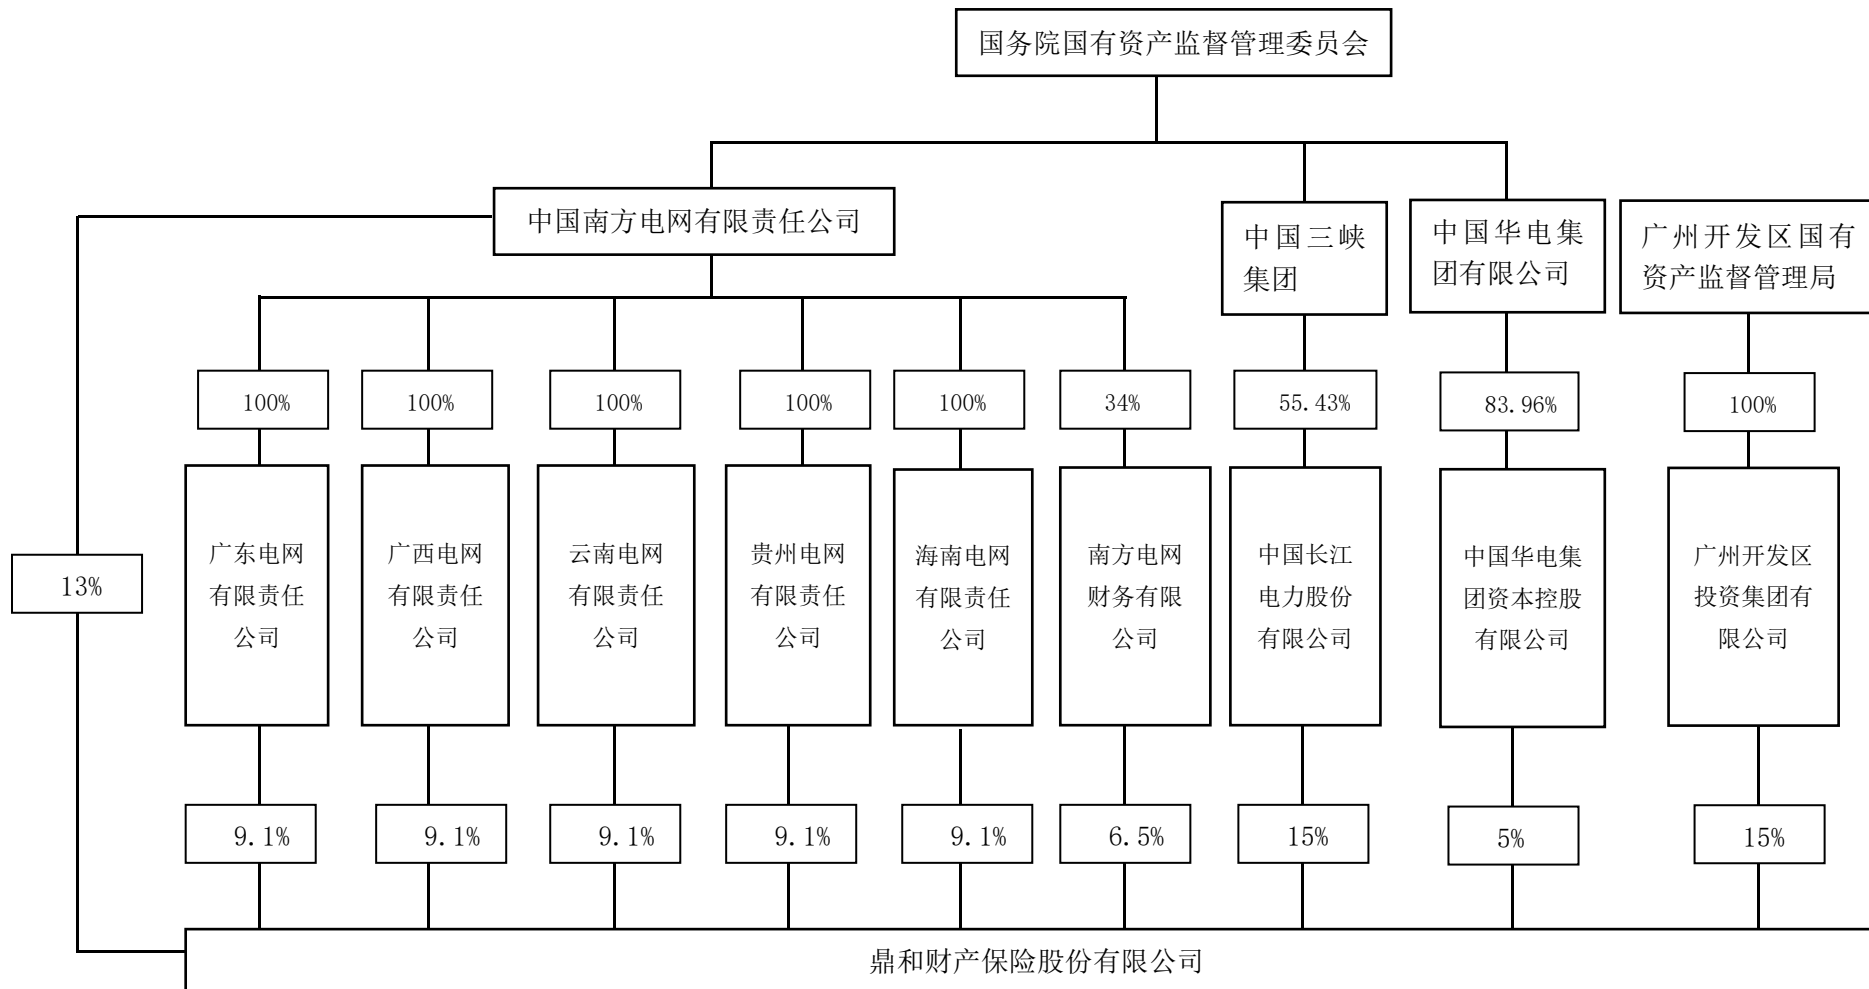 国务院国有资产监督管理委员会
中国南方电网有限责任公司
中国三峡
集团
中国华电集
团有限公司
广州开发区国有
资产监督管理局
100%
100%
100%
100%
100%
34%
55.43%
83.96%
100%
13%
广东电网
有限责任
公司
广西电网
有限责任
公司
云南电网
有限责任
公司
贵州电网
有限责任
公司
海南电网
有限责任
公司
南方电网
财务有限
公司
中国长江
电力股份
有限公司
中国华电集
团资本控股
有限公司
广州开发区
投资集团有
限公司
9.1%
9.1%
9.1%
9.1%
9.1%
6.5%
15%
5%
15%
鼎和财产保险股份有限公司